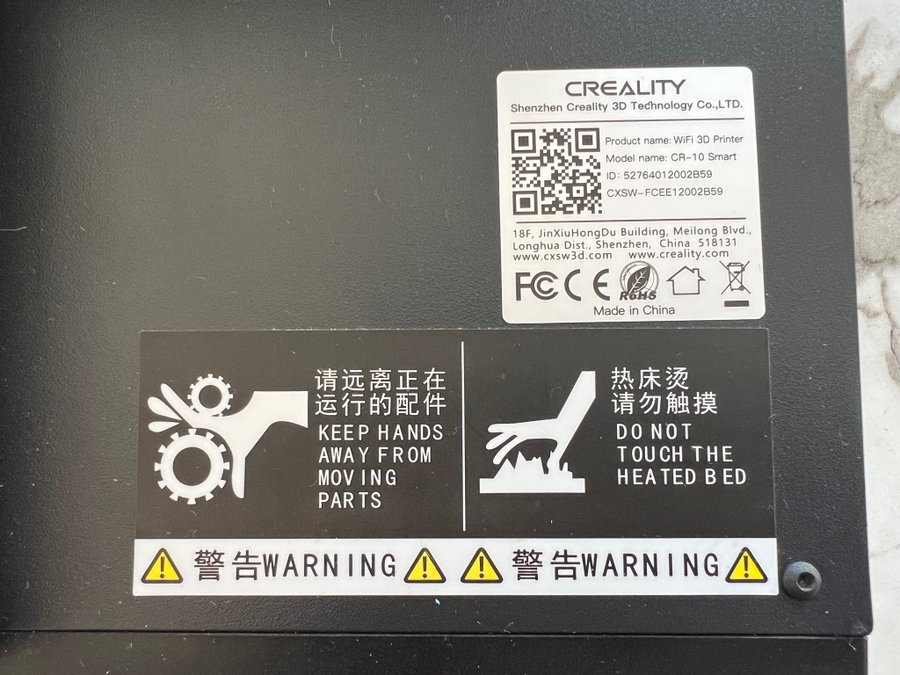 CREALITY
Shenzhen Creality 3D Technology Co.,LTD.
Product name: WiFi 3D Printer
Model name: CR-10 Smart
ID: 52764012002B59
CXSW-FCEE12002B59
18F, JinXiuHongDu Building, Meilong Blvd.,
Longhua Dist., Shenzhen, China 518131
www.cxsw3d.com www.creality.com
FC CE RoHS
Made in China
请远离正在
运行的配件
KEEP HANDS
AWAY FROM
MOVING
PARTS
热床烫
请勿触摸
DO NOT
TOUCH THE
HEATED BED
警告WARNING
警告WARNING